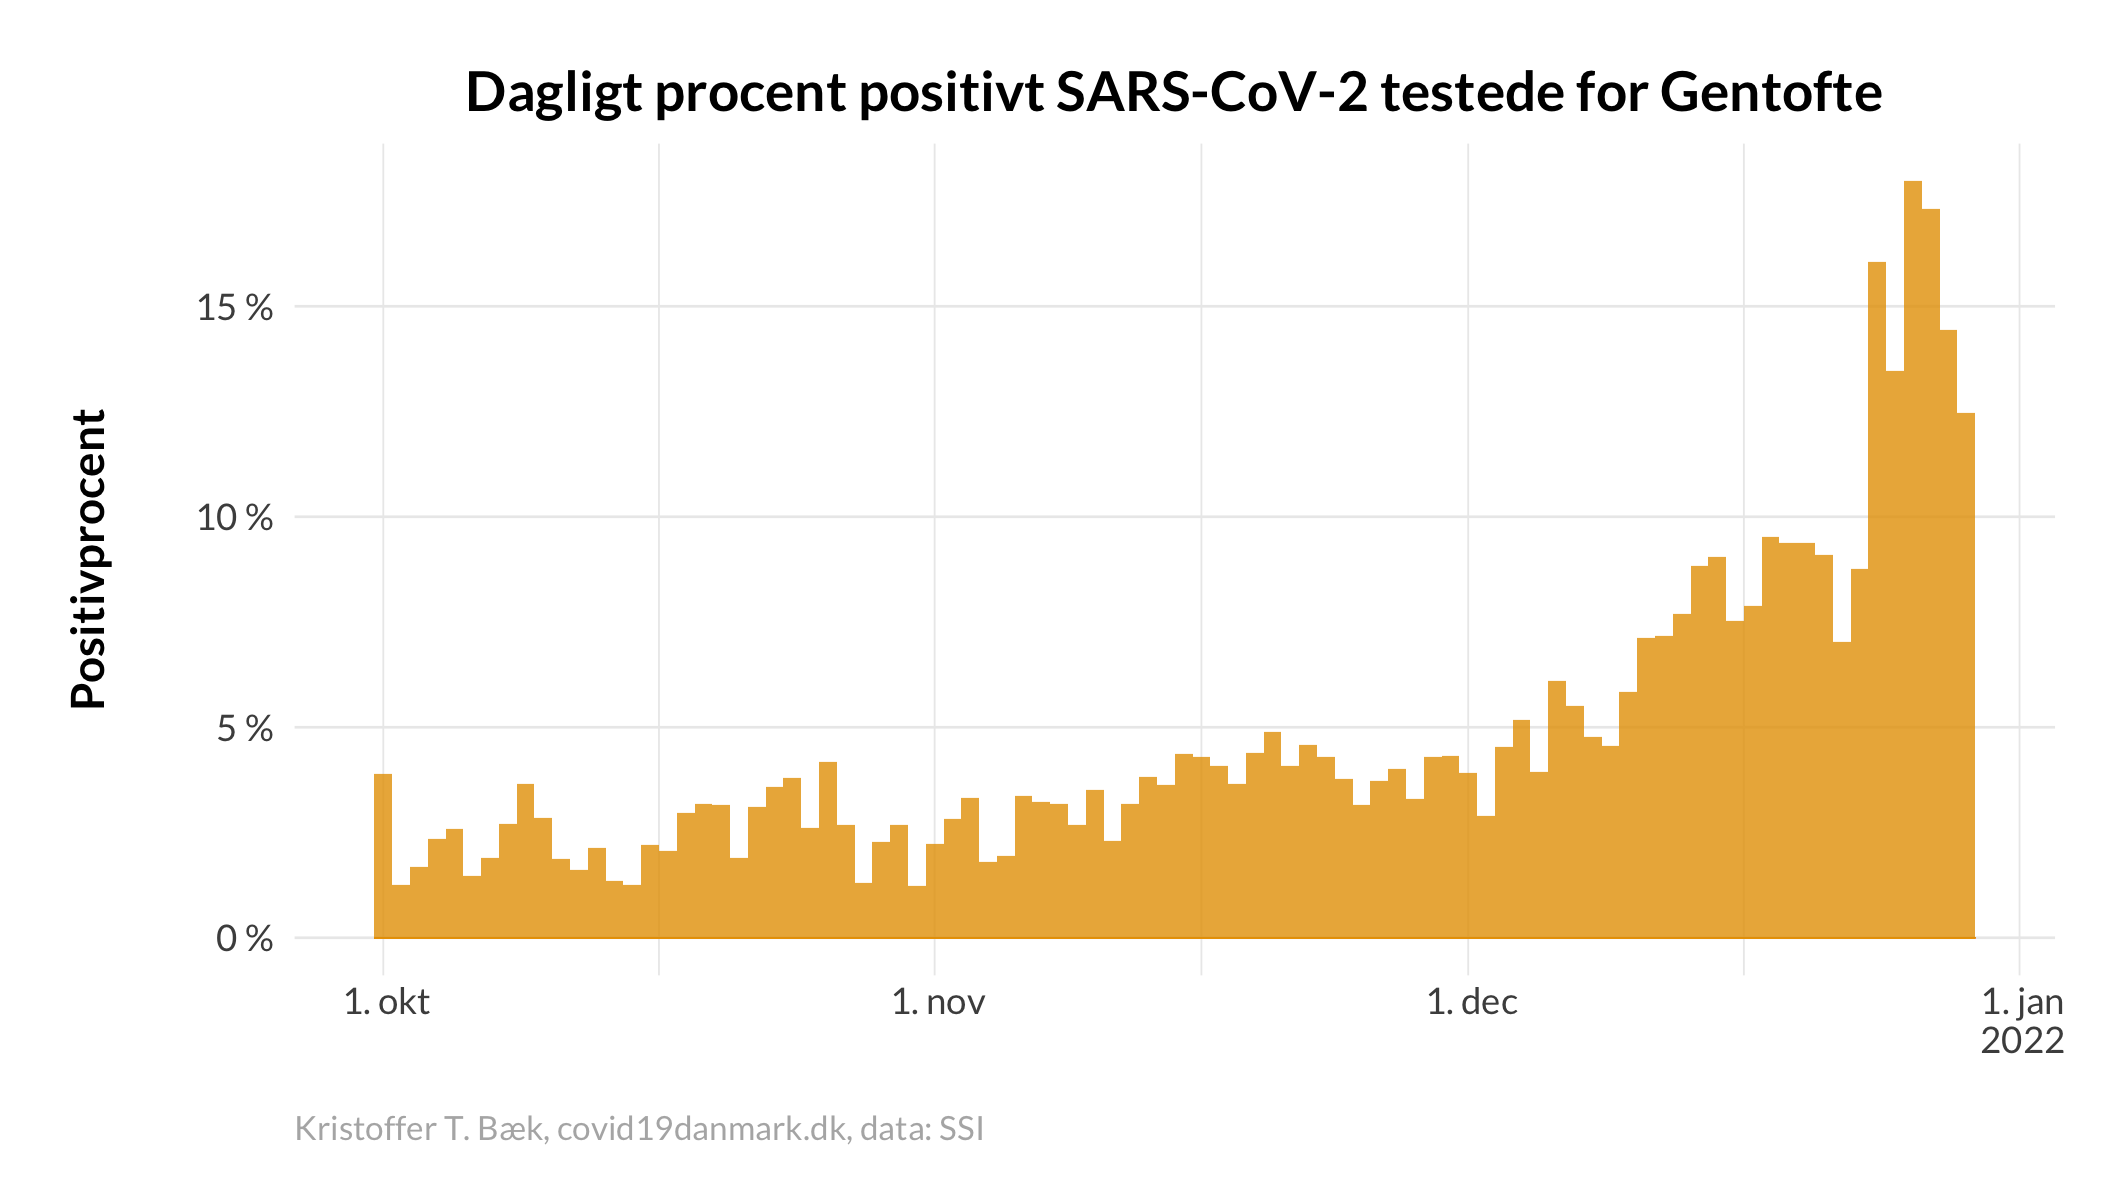 Dagligt procent positivt SARS-CoV-2 testede for Gentofte
Positivprocent
15 %
10 %
5 %
0 %
1. okt
1. nov
1. dec
1. jan
2022
Kristoffer T. Bæk, covid19danmark.dk, data: SSI